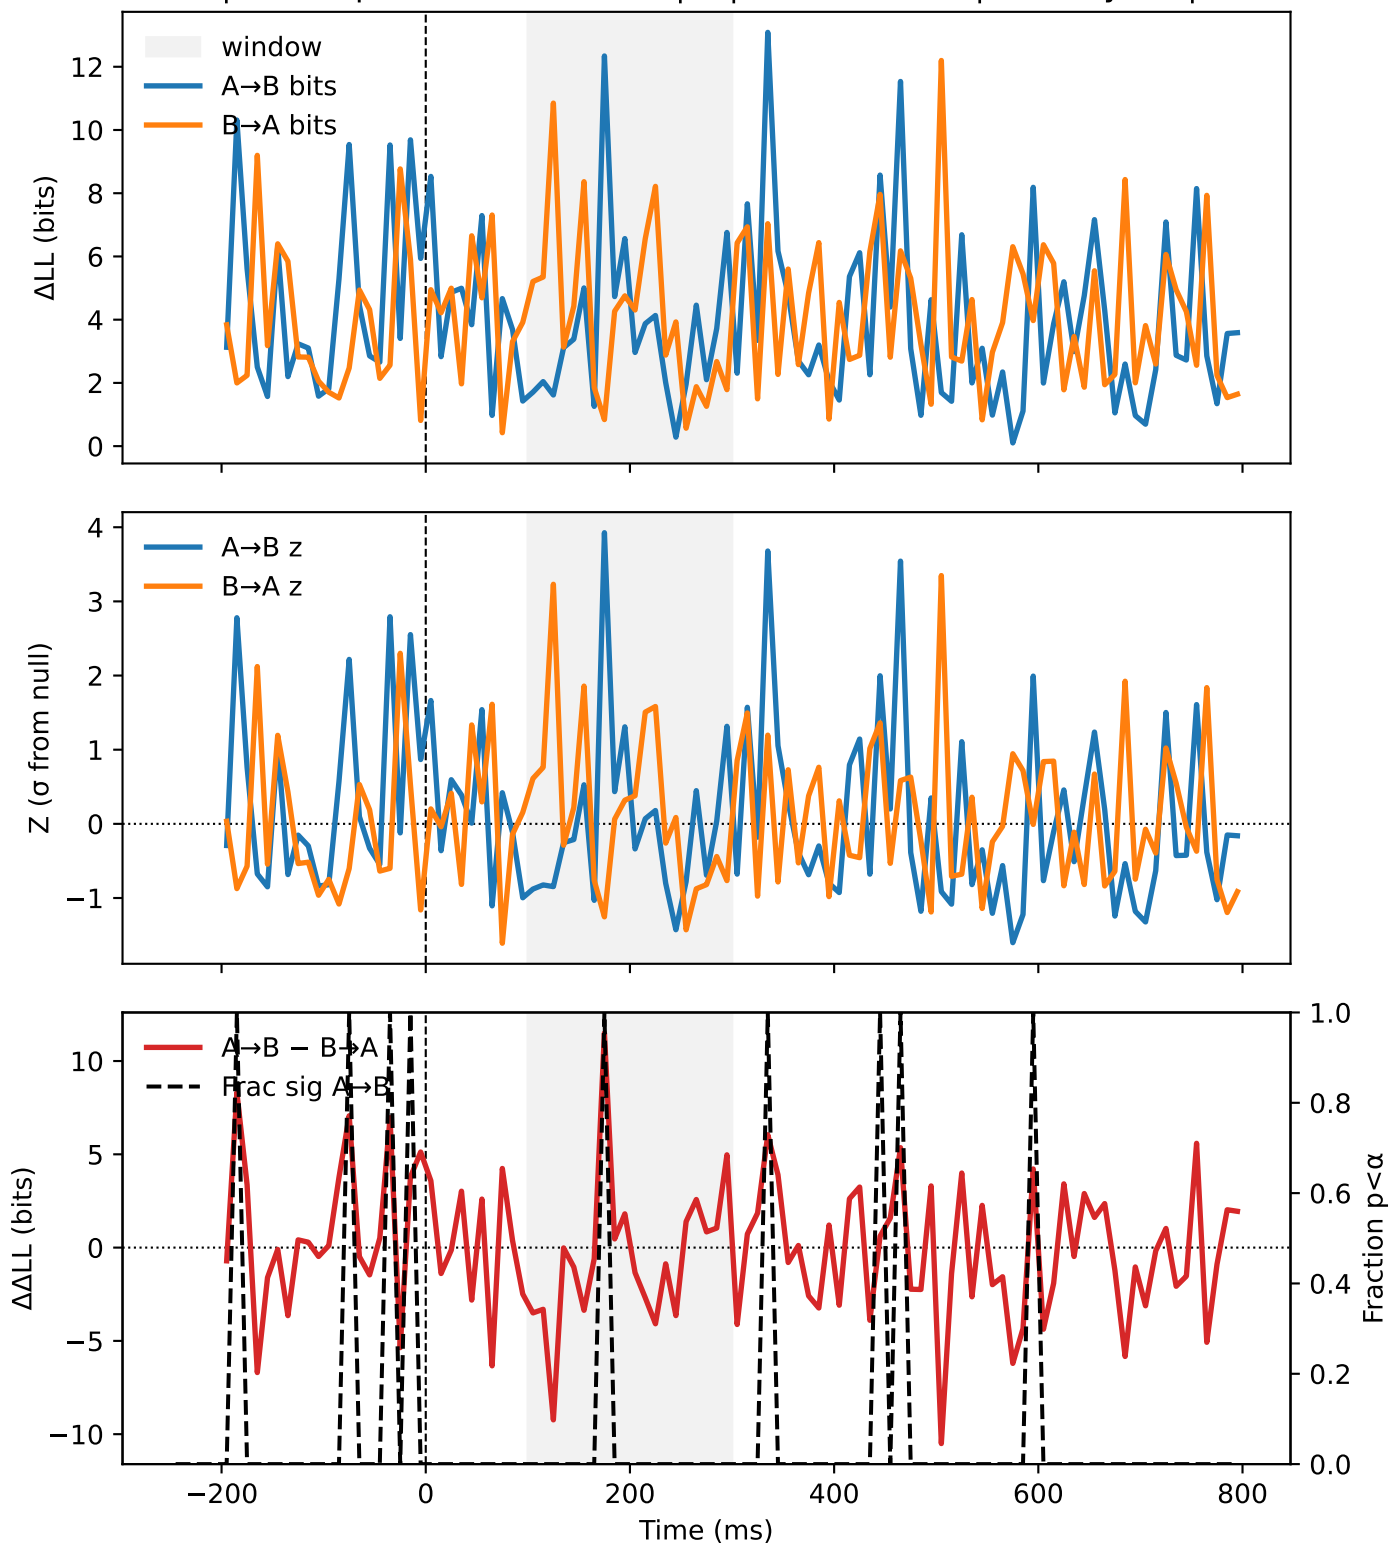 window
A→B bits
B→A bits
ΔLL (bits)
12
10
8
6
4
2
0
A→B z
B→A z
Z (σ from null)
4
3
2
1
0
−1
A→B − B→A
Frac sig A→B
ΔΔLL (bits)
10
5
0
−5
−10
1.0
0.8
0.6
0.4
0.2
0.0
Fraction p<α
−200
0
200
400
600
800
Time (ms)